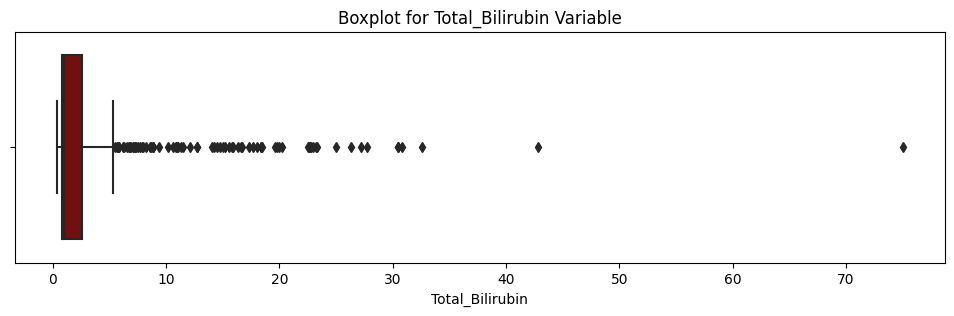 Boxplot for Total_Bilirubin Variable
0 10 20 30 40 50 60 70
Total_Bilirubin